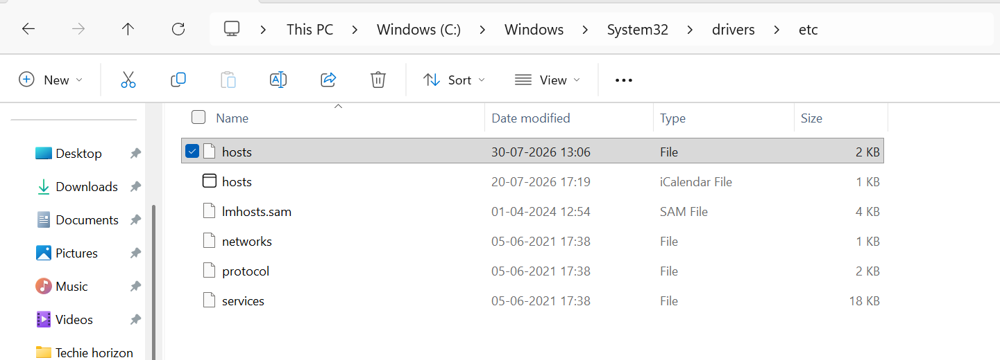 This PC > Windows (C:) > Windows > System32 > drivers > etc
New Sort View
Name Date modified Type Size
hosts 30-07-2026 13:06 File 2 KB
hosts 20-07-2026 17:19 iCalendar File 1 KB
lmhosts.sam 01-04-2024 12:54 SAM File 4 KB
networks 05-06-2021 17:38 File 1 KB
protocol 05-06-2021 17:38 File 2 KB
services 05-06-2021 17:38 File 18 KB
Desktop
Downloads
Documents
Pictures
Music
Videos
Techie horizon